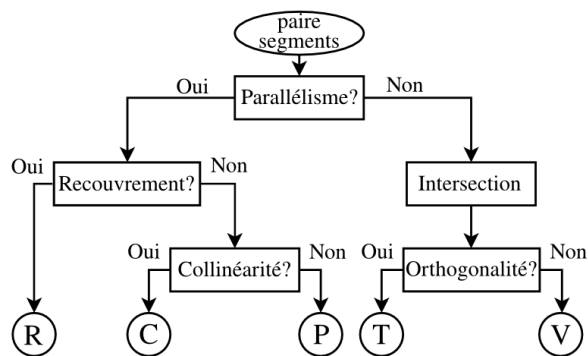 paire
segments
Oui
Parallélisme?
Non
Oui
Recouvrement?
Non
Intersection
Oui
Collinéarité?
Non
Oui
Orthogonalité?
Non
R
C
P
T
V